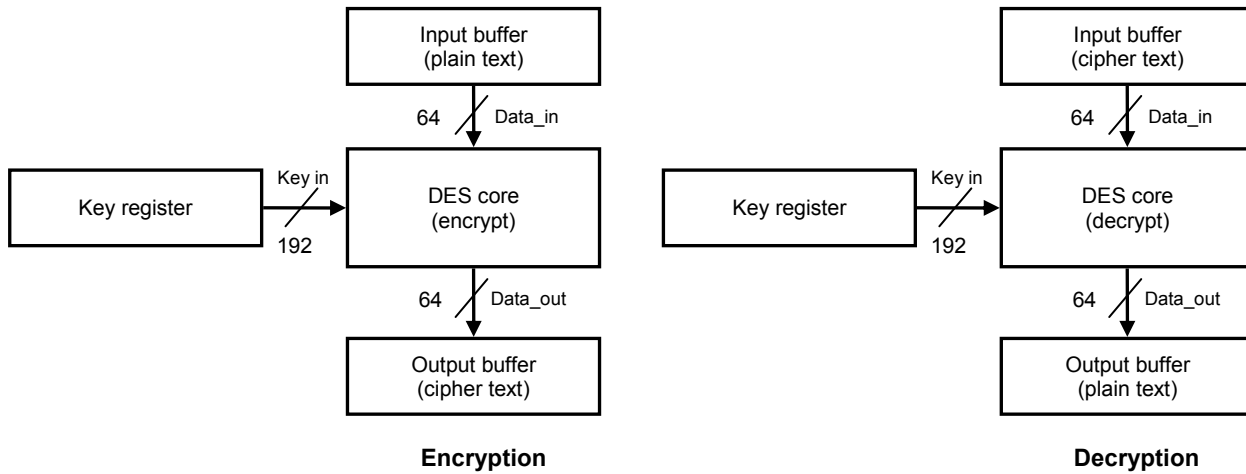 Input buffer
(plain text)
64
Data_in
Key register
Key in
192
DES core
(encrypt)
64
Data_out
Output buffer
(cipher text)
Encryption
Input buffer
(cipher text)
64
Data_in
Key register
Key in
192
DES core
(decrypt)
64
Data_out
Output buffer
(plain text)
Decryption